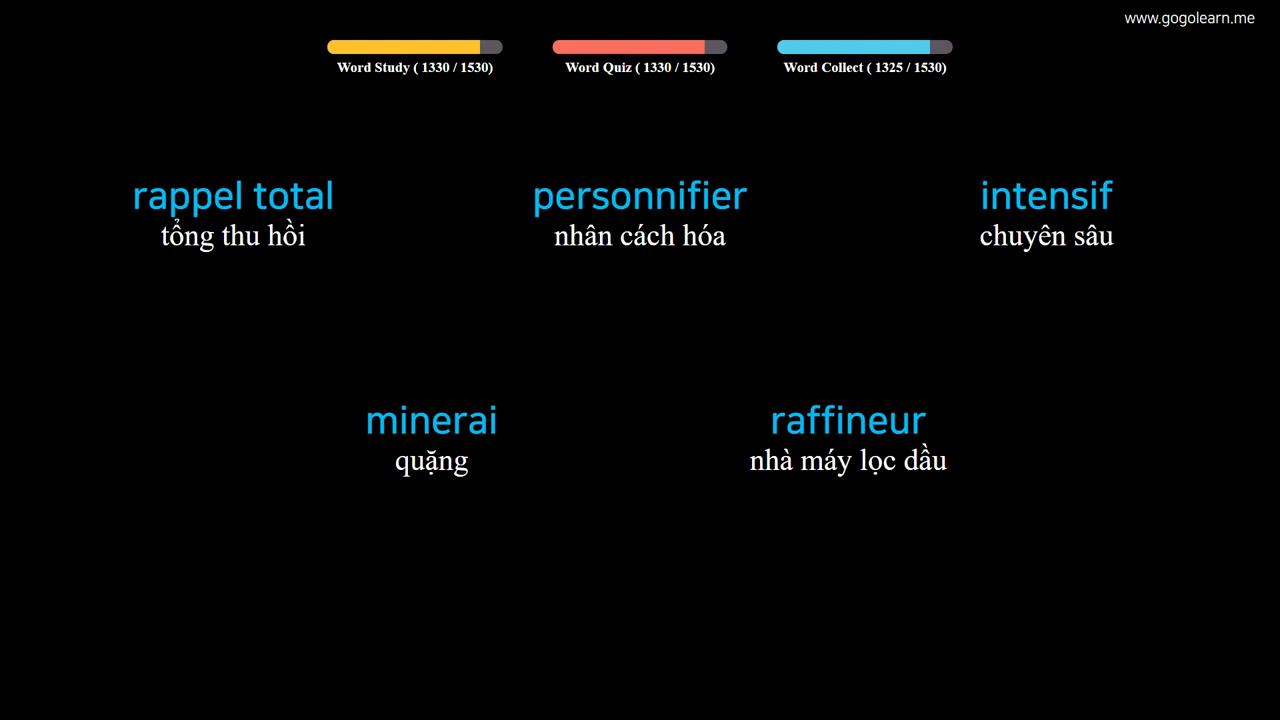 www.gogolearn.me
Word Study ( 1330 / 1530)
Word Quiz ( 1330 / 1530)
Word Collect ( 1325 / 1530)
rappel total
tổng thu hồi
personnifier
nhân cách hóa
intensif
chuyên sâu
minerai
quặng
raffineur
nhà máy lọc dầu